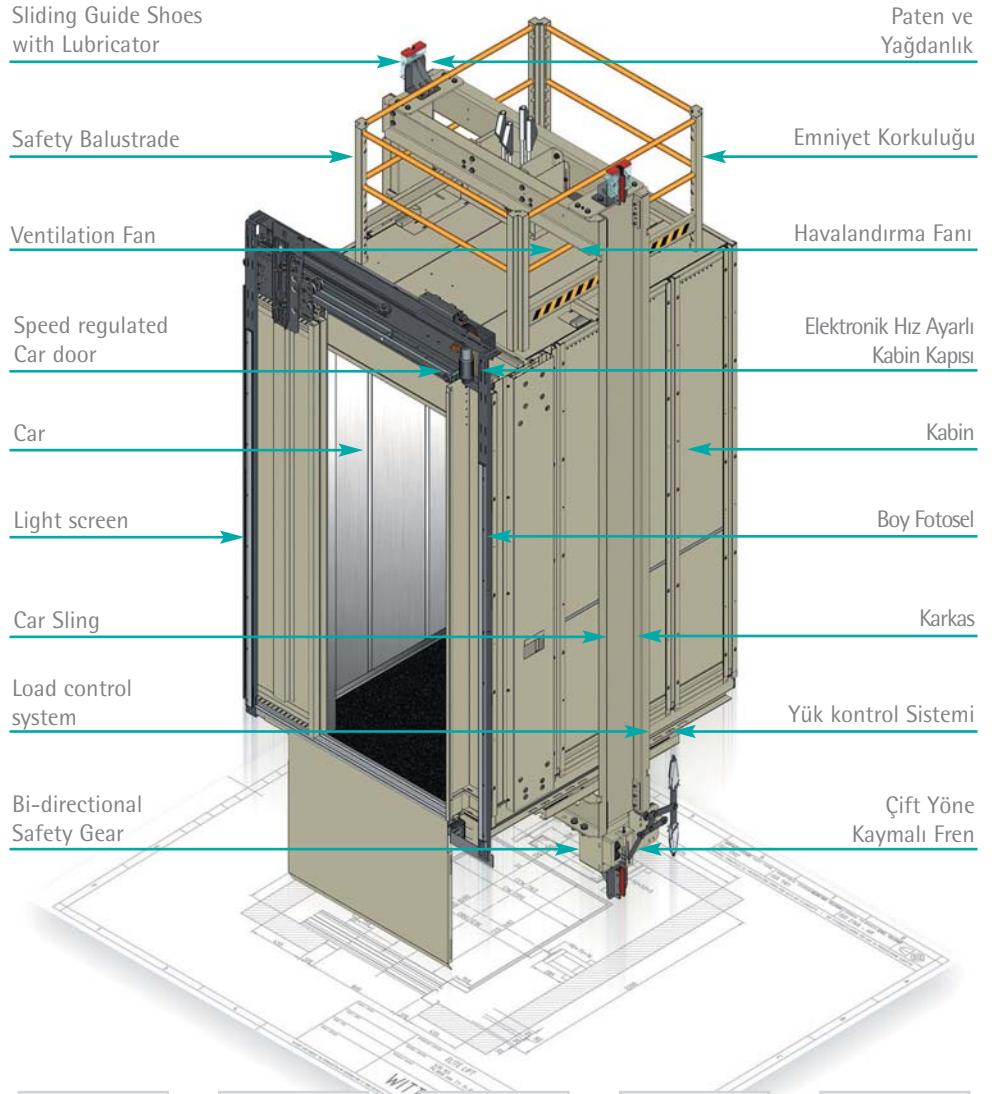 Sliding Guide Shoes
with Lubricator
Paten ve
Yağdanlık
Safety Balustrade
Emniyet Korkuluğu
Ventilation Fan
Havalandırma Fanı
Speed regulated
Car door
Elektronik Hız Ayarlı
Kabin Kapısı
Car
Kabin
Light screen
Boy Fotosel
Car Sling
Karkas
Load control
system
Yük kontrol Sistemi
Bi-directional
Safety Gear
Çift Yöne
Kaymalı Fren
ELITE LIFT